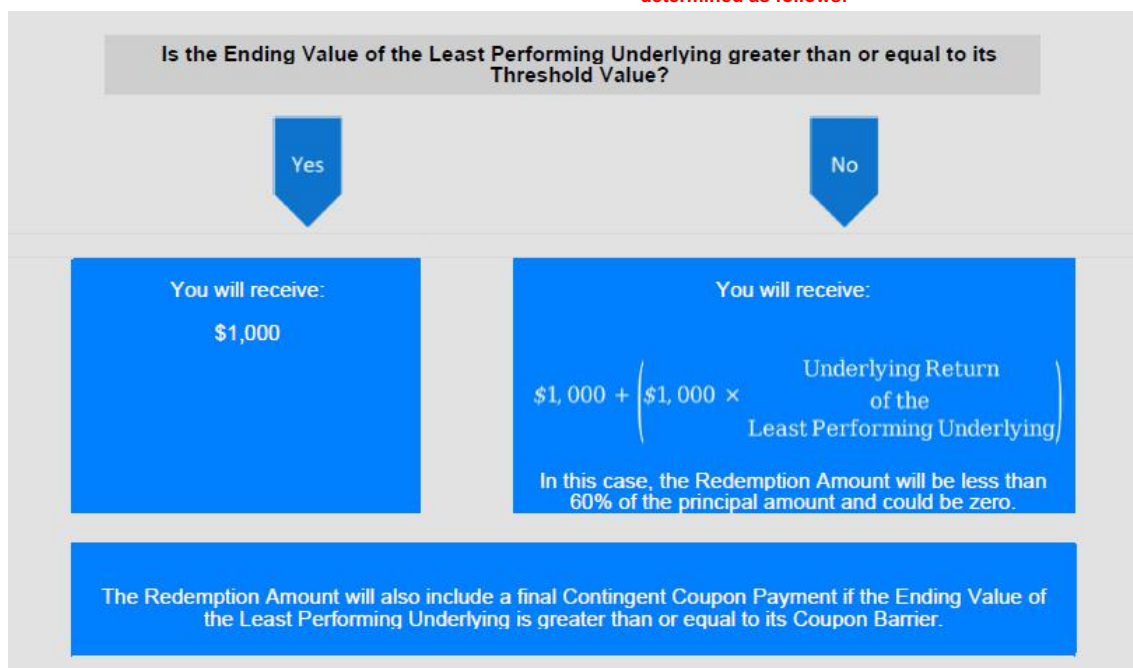 determined as follows:
Is the Ending Value of the Least Performing Underlying greater than or equal to its
Threshold Value?
Yes
No
You will receive:
$1,000
You will receive:
$1,000 + ($1,000 × Underlying Return
of the
Least Performing Underlying)
In this case, the Redemption Amount will be less than
60% of the principal amount and could be zero.
The Redemption Amount will also include a final Contingent Coupon Payment if the Ending Value of
the Least Performing Underlying is greater than or equal to its Coupon Barrier.